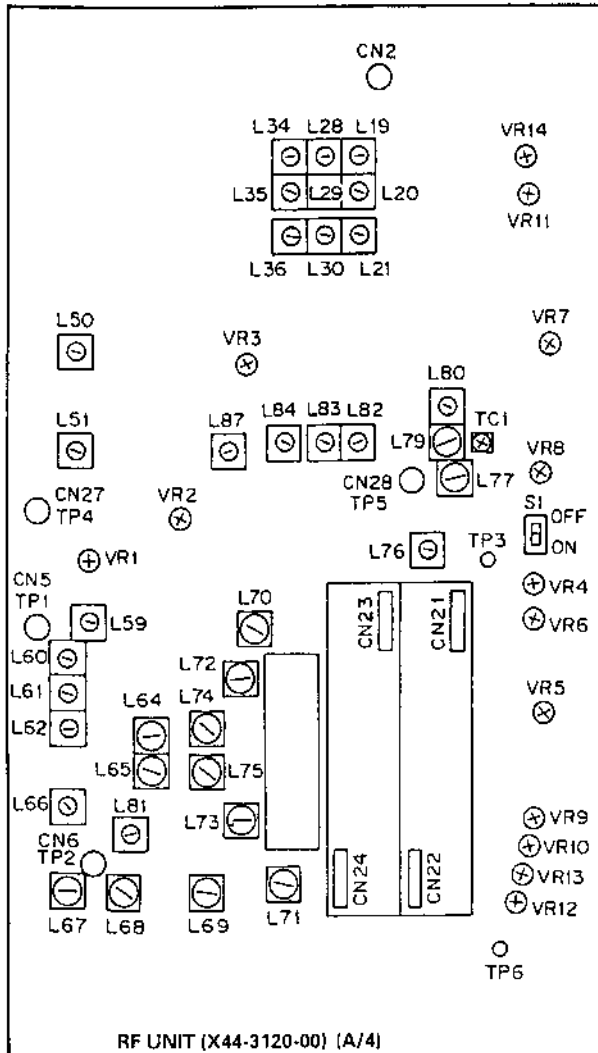 CN2
L34 L28 L19
VR14
L35 L29 L20
VR11
L36 L30 L21
L50
VR3
VR7
L80
L51
L87
L84 L83 L82
L79
TC1
VR8
CN27
TP4
VR2
CN28
TP5
L77
S1
OFF
ON
VR1
L76
TP3
CN5
TP1
L59
L70
CN23
CN21
VR4
VR6
L60
L72
L61
L64
L74
L62
VR5
L65
L75
L66
L81
L73
VR9
VR10
CN6
TP2
CN24
CN22
VR13
VR12
L67
L68
L69
L71
TP6
RF UNIT (X44-3120-00) (A/4)